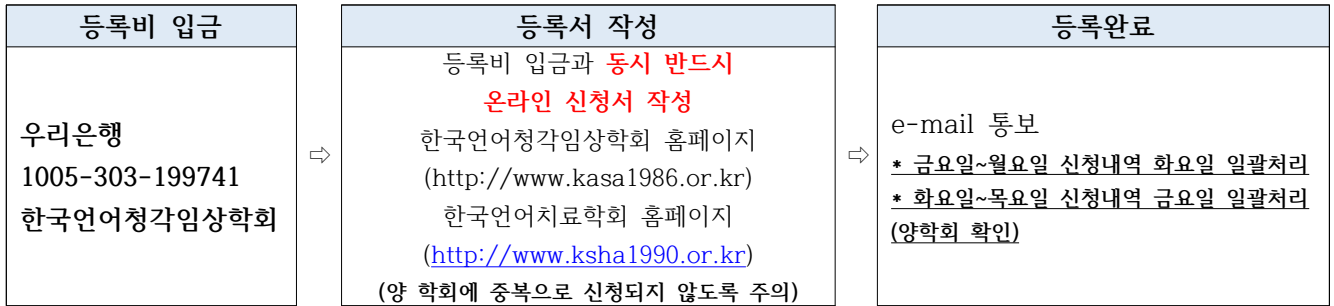 등록비 입금
우리은행
1005-303-199741
한국언어청각임상학회
⇨
등록서 작성
등록비 입금과 동시 반드시
온라인 신청서 작성
한국언어청각임상학회 홈페이지
(http://www.kasa1986.or.kr)
한국언어치료학회 홈페이지
(http://www.ksha1990.or.kr)
(양 학회에 중복으로 신청되지 않도록 주의)
⇨
등록완료
e-mail 통보
* 금요일~월요일 신청내역 화요일 일괄처리
* 화요일~목요일 신청내역 금요일 일괄처리
(양학회 확인)